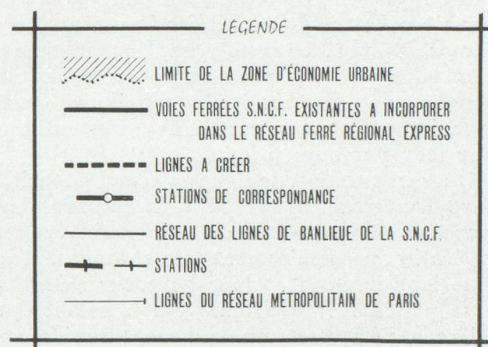 LEGENDE
LIMITE DE LA ZONE D'ÉCONOMIE URBAINE
VOIES FERRÉES S.N.C.F. EXISTANTES A INCORPORER
DANS LE RÉSEAU FERRÉ RÉGIONAL EXPRESS
LIGNES A CRÉER
STATIONS DE CORRESPONDANCE
RÉSEAU DES LIGNES DE BANLIEUE DE LA S.N.C.F.
STATIONS
LIGNES DU RÉSEAU MÉTROPOLITAIN DE PARIS